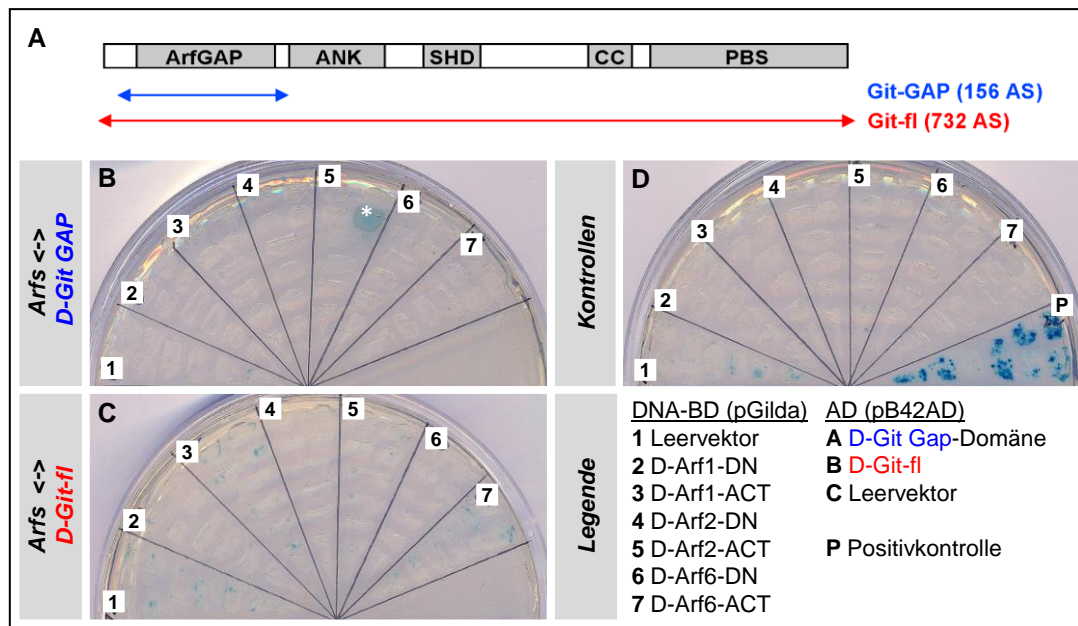 A
ArfGAP ANK SHD CC PBS
Git-GAP (156 AS)
Git-fl (732 AS)
Arfs <->
D-Git GAP
B
1
2
3
4
5
*
6
7
Kontrollen
D
1
2
3
4
5
6
7
P
Arfs <->
D-Git-fl
C
1
2
3
4
5
6
7
Legende
DNA-BD (pGilda) AD (pB42AD)
1 Leervektor A D-Git Gap-Domäne
2 D-Arf1-DN B D-Git-fl
3 D-Arf1-ACT C Leervektor
4 D-Arf2-DN
5 D-Arf2-ACT P Positivkontrolle
6 D-Arf6-DN
7 D-Arf6-ACT